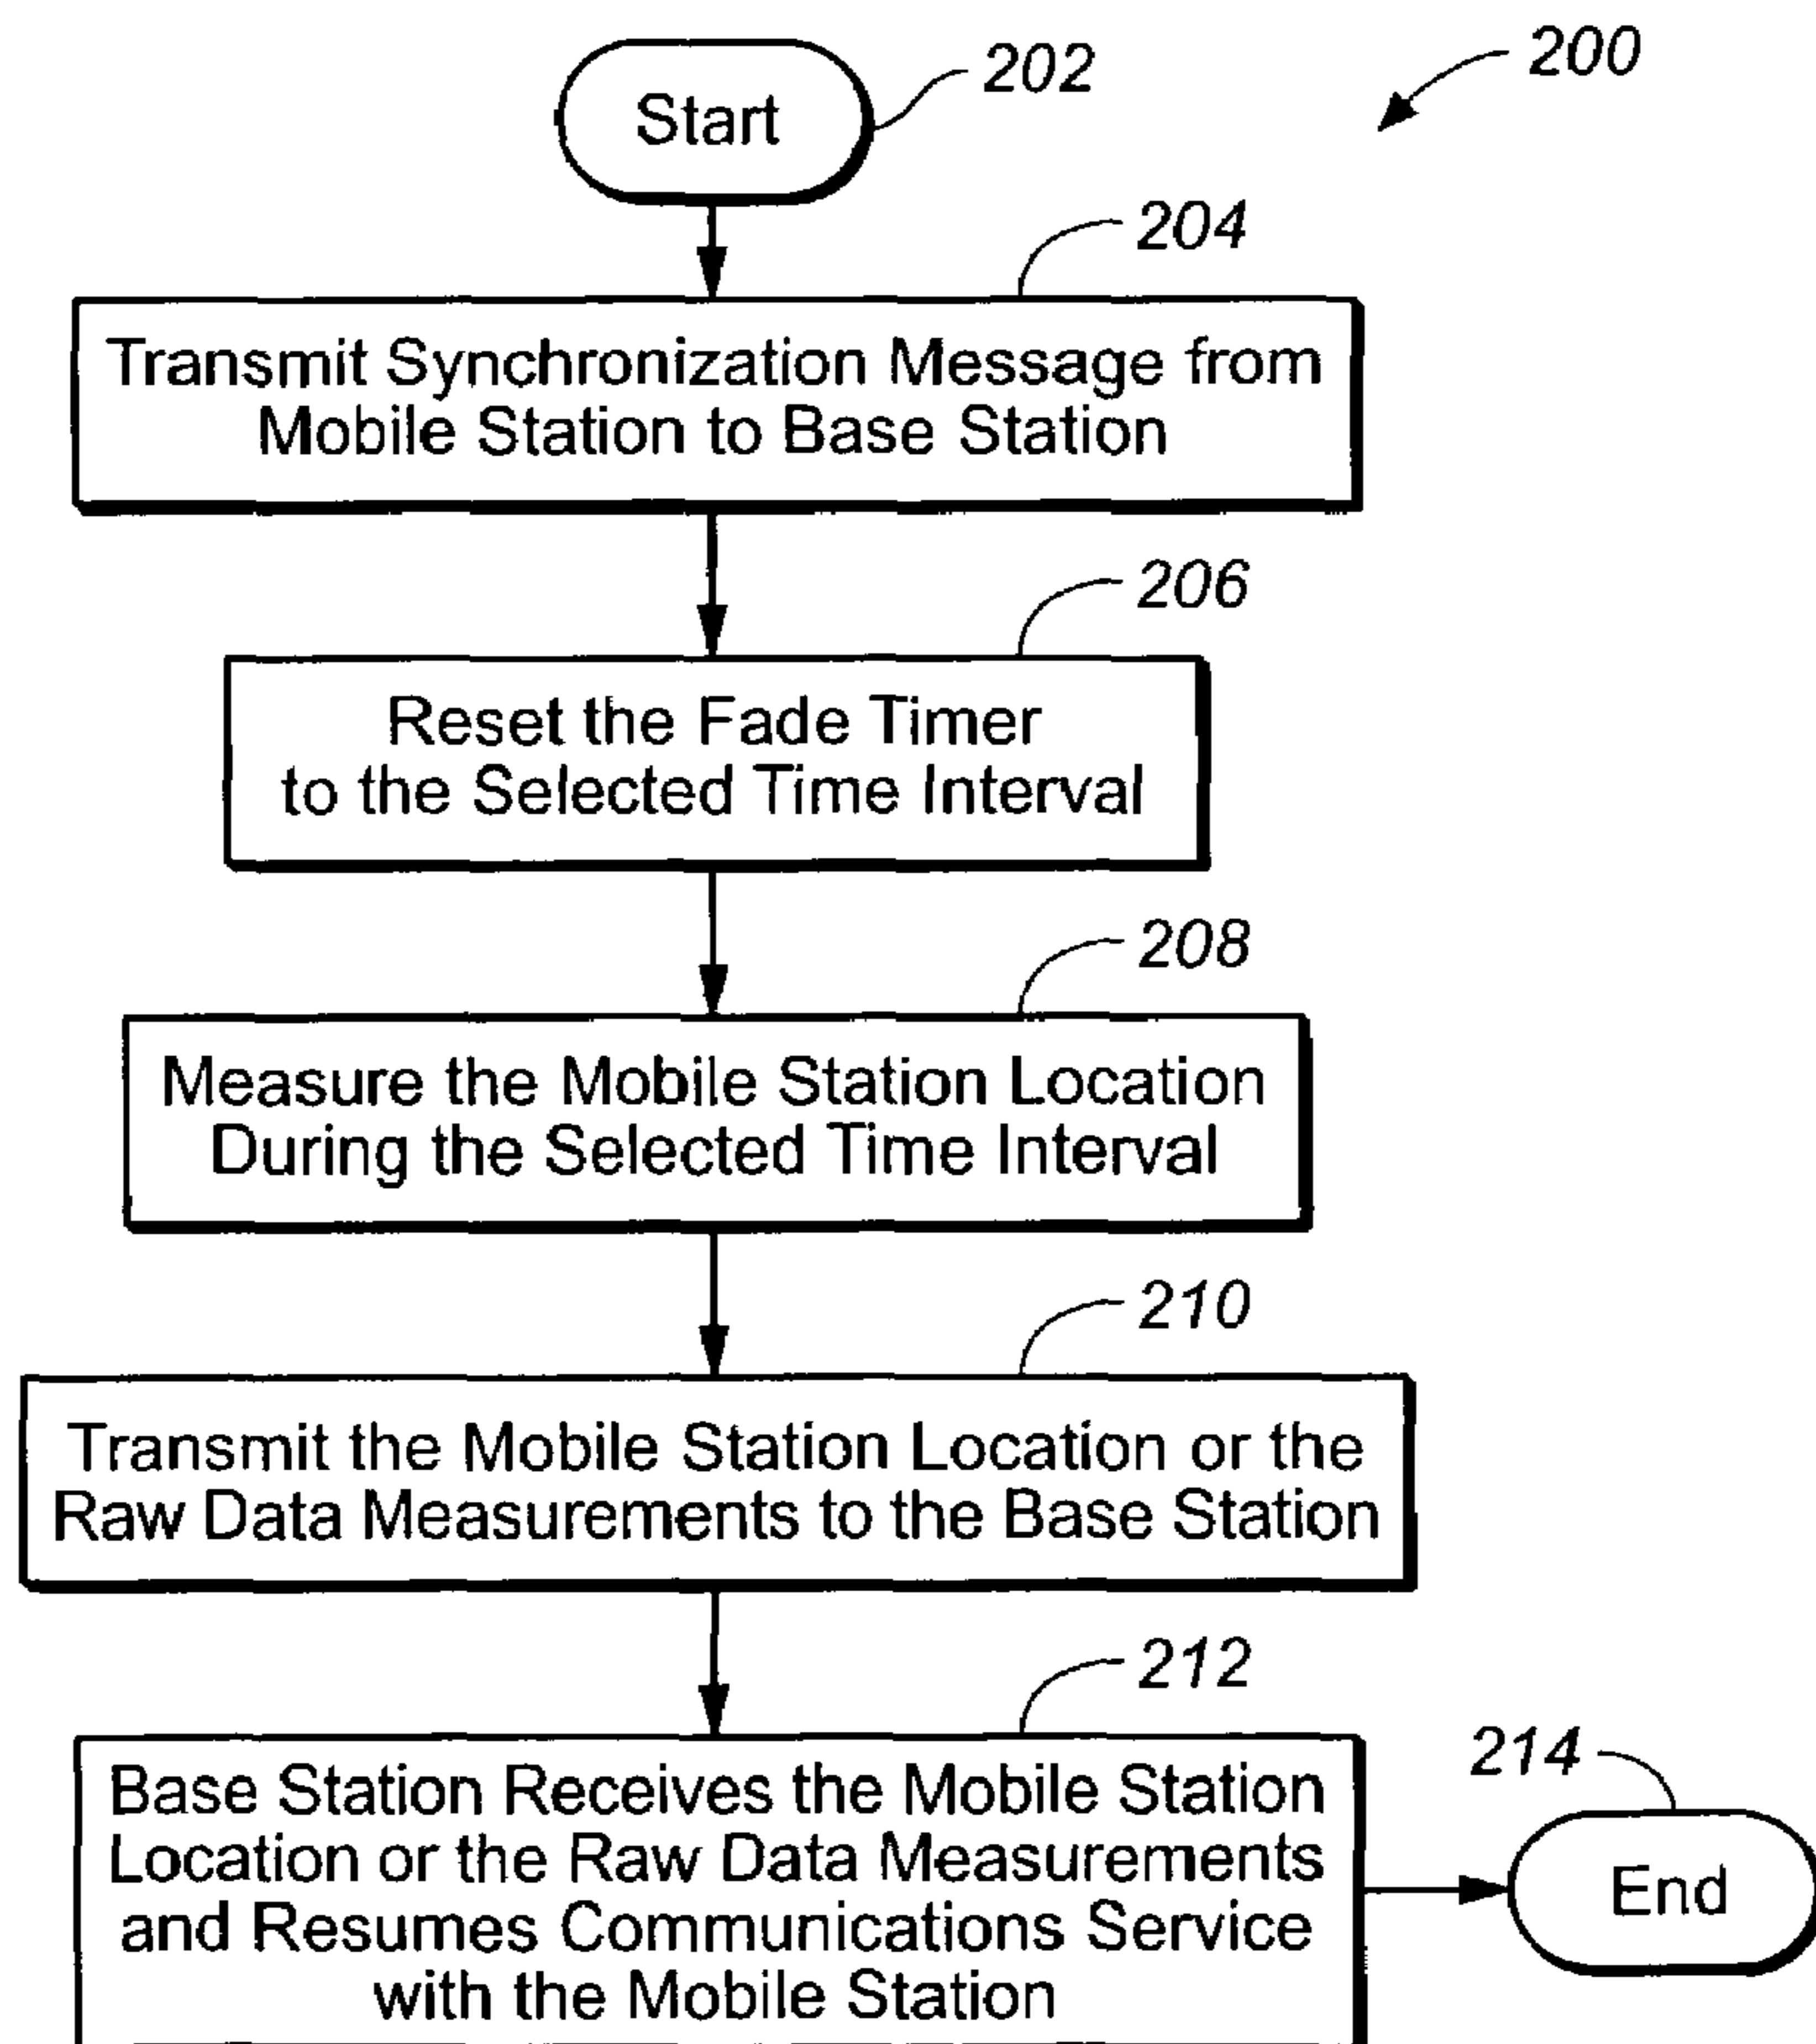 200
202
Start
204
Transmit Synchronization Message from
Mobile Station to Base Station
206
Reset the Fade Timer
to the Selected Time Interval
208
Measure the Mobile Station Location
During the Selected Time Interval
210
Transmit the Mobile Station Location or the
Raw Data Measurements to the Base Station
212
Base Station Receives the Mobile Station
Location or the Raw Data Measurements
and Resumes Communications Service
with the Mobile Station
214
End